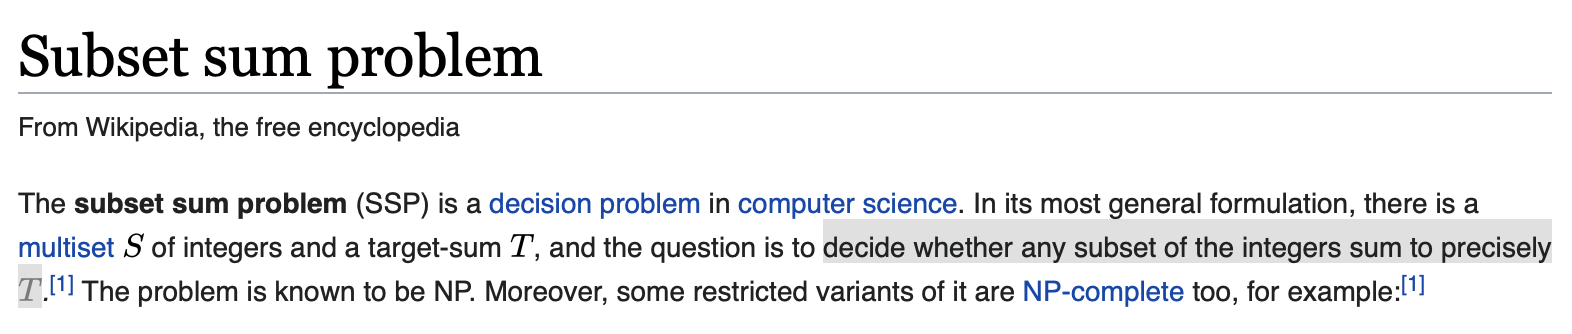 Subset sum problem
From Wikipedia, the free encyclopedia
The subset sum problem (SSP) is a decision problem in computer science. In its most general formulation, there is a
multiset S of integers and a target-sum T, and the question is to decide whether any subset of the integers sum to precisely
T.[1] The problem is known to be NP. Moreover, some restricted variants of it are NP-complete too, for example:[1]